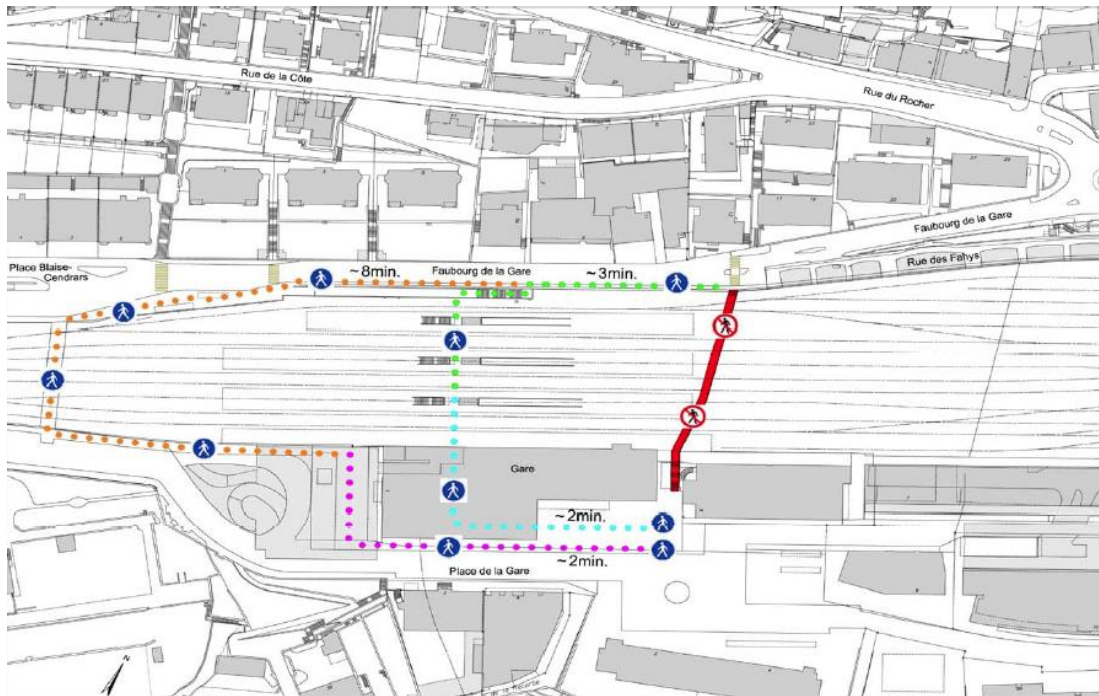 Rue de la Côte
Rue du Rocher
Faubourg de la Gare
Rue des Fahys
Place Blaise-
Cendrars
~8min.
Faubourg de la Gare
~3min.
Gare
~2min.
~2min.
Place de la Gare
N